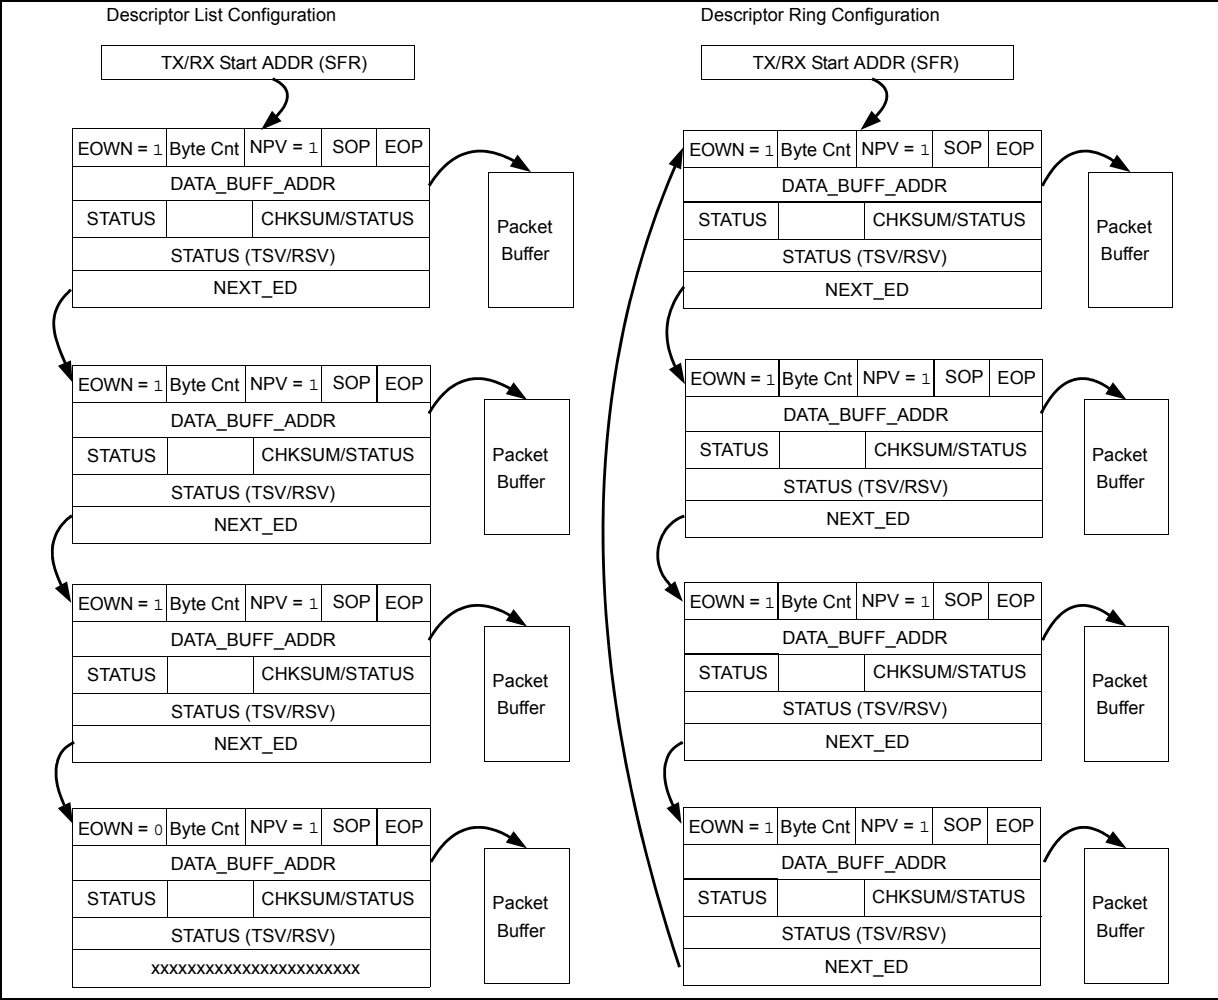 Descriptor List Configuration
TX/RX Start ADDR (SFR)
EOWN = 1 Byte Cnt NPV = 1 SOP EOP
DATA_BUFF_ADDR
STATUS CHKSUM/STATUS
STATUS (TSV/RSV)
NEXT_ED
Packet
Buffer
EOWN = 1 Byte Cnt NPV = 1 SOP EOP
DATA_BUFF_ADDR
STATUS CHKSUM/STATUS
STATUS (TSV/RSV)
NEXT_ED
Packet
Buffer
EOWN = 1 Byte Cnt NPV = 1 SOP EOP
DATA_BUFF_ADDR
STATUS CHKSUM/STATUS
STATUS (TSV/RSV)
NEXT_ED
Packet
Buffer
EOWN = 0 Byte Cnt NPV = 1 SOP EOP
DATA_BUFF_ADDR
STATUS CHKSUM/STATUS
STATUS (TSV/RSV)
xxxxxxxxxxxxxxxxxxxxxxx
Packet
Buffer
Descriptor Ring Configuration
TX/RX Start ADDR (SFR)
EOWN = 1 Byte Cnt NPV = 1 SOP EOP
DATA_BUFF_ADDR
STATUS CHKSUM/STATUS
STATUS (TSV/RSV)
NEXT_ED
Packet
Buffer
EOWN = 1 Byte Cnt NPV = 1 SOP EOP
DATA_BUFF_ADDR
STATUS CHKSUM/STATUS
STATUS (TSV/RSV)
NEXT_ED
Packet
Buffer
EOWN = 1 Byte Cnt NPV = 1 SOP EOP
DATA_BUFF_ADDR
STATUS CHKSUM/STATUS
STATUS (TSV/RSV)
NEXT_ED
Packet
Buffer
EOWN = 1 Byte Cnt NPV = 1 SOP EOP
DATA_BUFF_ADDR
STATUS CHKSUM/STATUS
STATUS (TSV/RSV)
NEXT_ED
Packet
Buffer